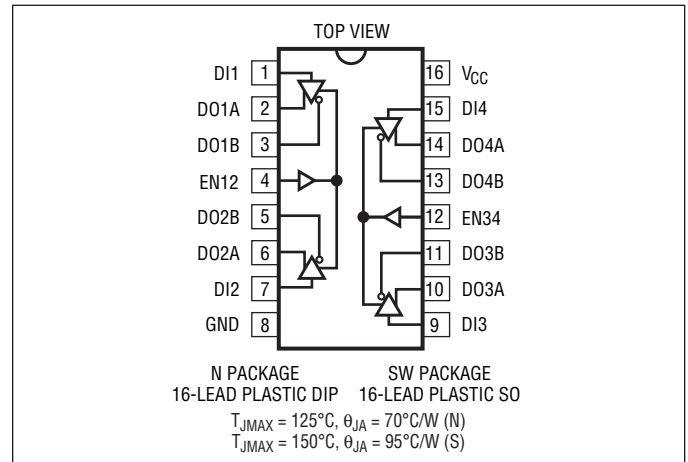 TOP VIEW
DI1 1
DO1A 2
DO1B 3
EN12 4
DO2B 5
DO2A 6
DI2 7
GND 8
16 VCC
15 DI4
14 DO4A
13 DO4B
12 EN34
11 DO3B
10 DO3A
9 DI3
N PACKAGE
16-LEAD PLASTIC DIP
SW PACKAGE
16-LEAD PLASTIC SO
TJMAX = 125°C, θJA = 70°C/W (N)
TJMAX = 150°C, θJA = 95°C/W (S)